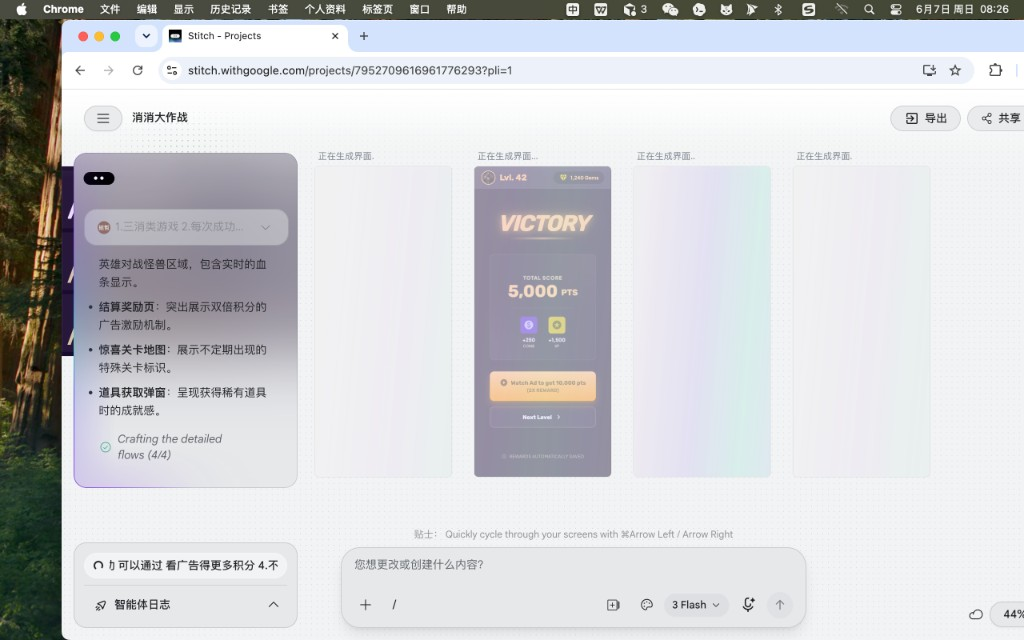 Chrome 文件 编辑 显示 历史记录 书签 个人资料 标签页 窗口 帮助 3 6月7日 周日 08:26
Stitch - Projects
stitch.withgoogle.com/projects/7952709616961776293?pli=1
消消大作战
导出
共享
1.三消类游戏 2.每次成功...
英雄对战怪兽区域，包含实时的血
条显示。
• 结算奖励页：突出展示双倍积分的
广告激励机制。
• 惊喜关卡地图：展示不定期出现的
特殊关卡标识。
• 道具获取弹窗：呈现获得稀有道具
时的成就感。
Crafting the detailed
flows (4/4)
可以通过 看广告得更多积分 4.不
智能体日志
正在生成界面.
正在生成界面...
正在生成界面..
正在生成界面.
Lvl. 42
VICTORY
TOTAL SCORE
5,000 PTS
Watch Ad to get 10,000 pts
Next Level
贴士： Quickly cycle through your screens with ⌘Arrow Left / Arrow Right
您想更改或创建什么内容?
+ /
3 Flash
44%